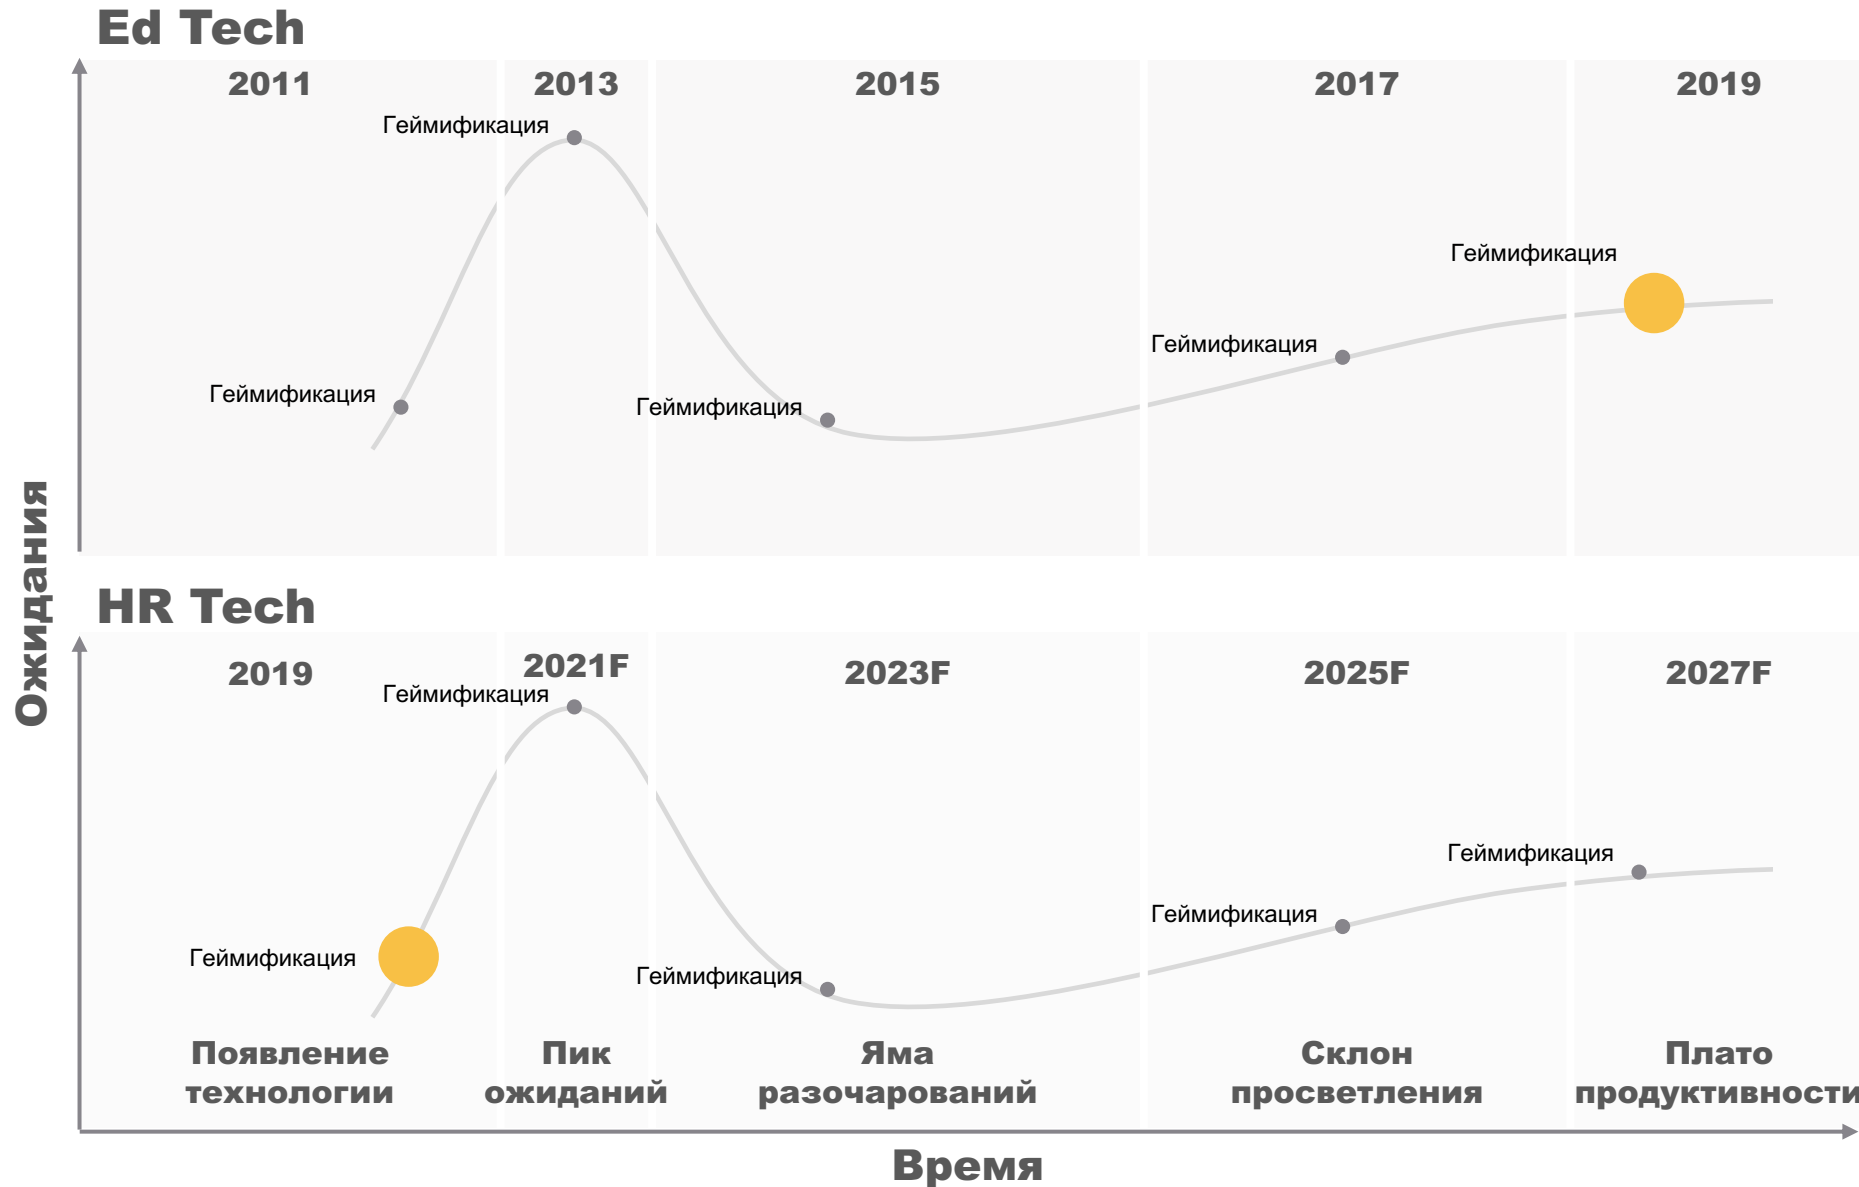 Ed Tech
2011
2013
2015
2017
2019
Геймификация
Геймификация
Геймификация
Геймификация
Геймификация
Ожидания
HR Tech
2019
2021F
2023F
2025F
2027F
Геймификация
Геймификация
Геймификация
Геймификация
Геймификация
Появление
технологии
Пик
ожиданий
Яма
разочарований
Склон
просветления
Плато
продуктивности
Время